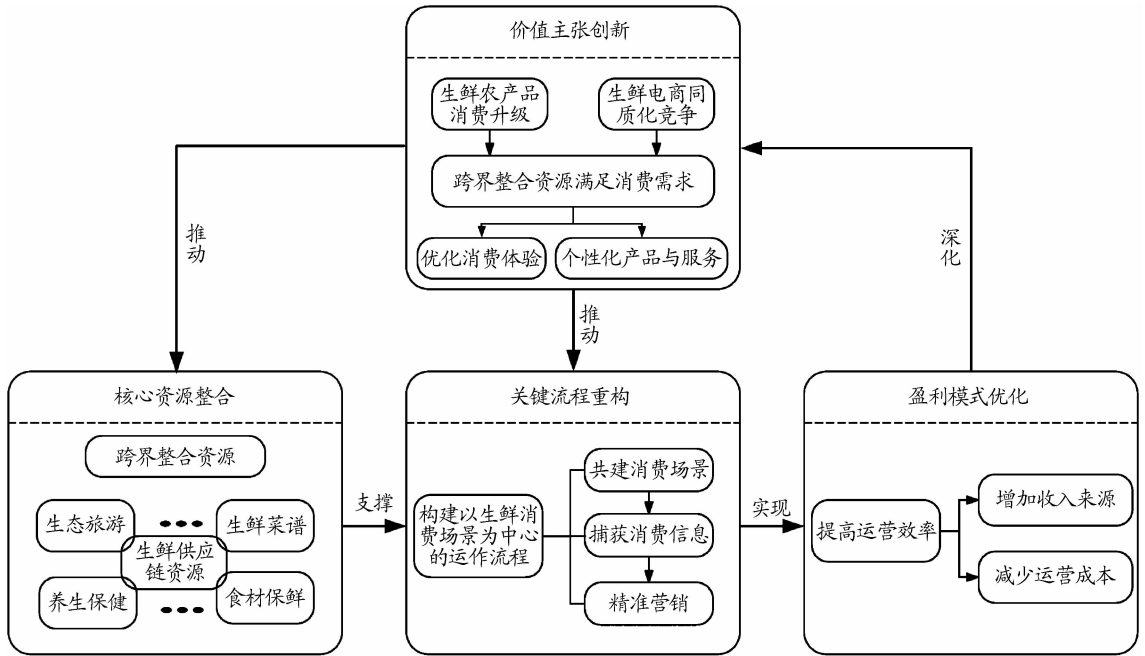 价值主张创新
生鲜农产品
消费升级
生鲜电商同
质化竞争
跨界整合资源满足消费需求
优化消费体验
个性化产品与服务
推
动
推
动
深
化
核心资源整合
跨界整合资源
生态旅游
生鲜菜谱
生鲜供应
链资源
养生保健
食材保鲜
支撑
关键流程重构
构建以生鲜消
费场景为中心
的运作流程
共建消费场景
捕获消费信息
精准营销
实现
盈利模式优化
提高运营效率
增加收入来源
减少运营成本